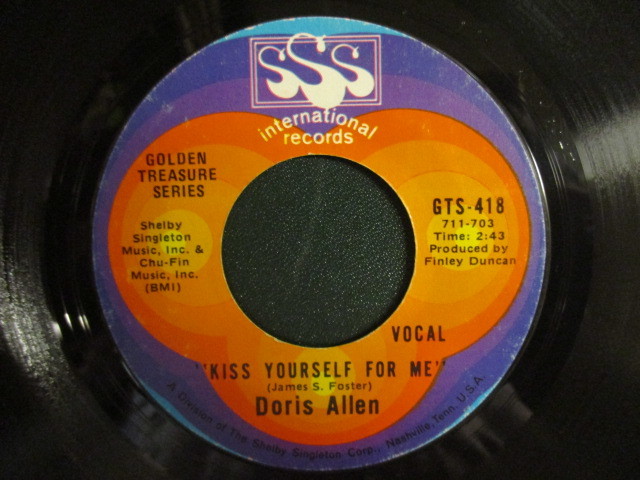 SSS
international
records
GOLDEN
TREASURE
SERIES
GTS-418
711-703
Time: 2:43
Produced by
Finley Duncan
Shelby
Singleton
Music, Inc. &
Chu-Fin
Music, Inc.
(BMI)
VOCAL
"KISS YOURSELF FOR ME"
(James S. Foster)
Doris Allen
A Division of The Shelby Singleton Corp., Nashville, Tenn. U.S.A.